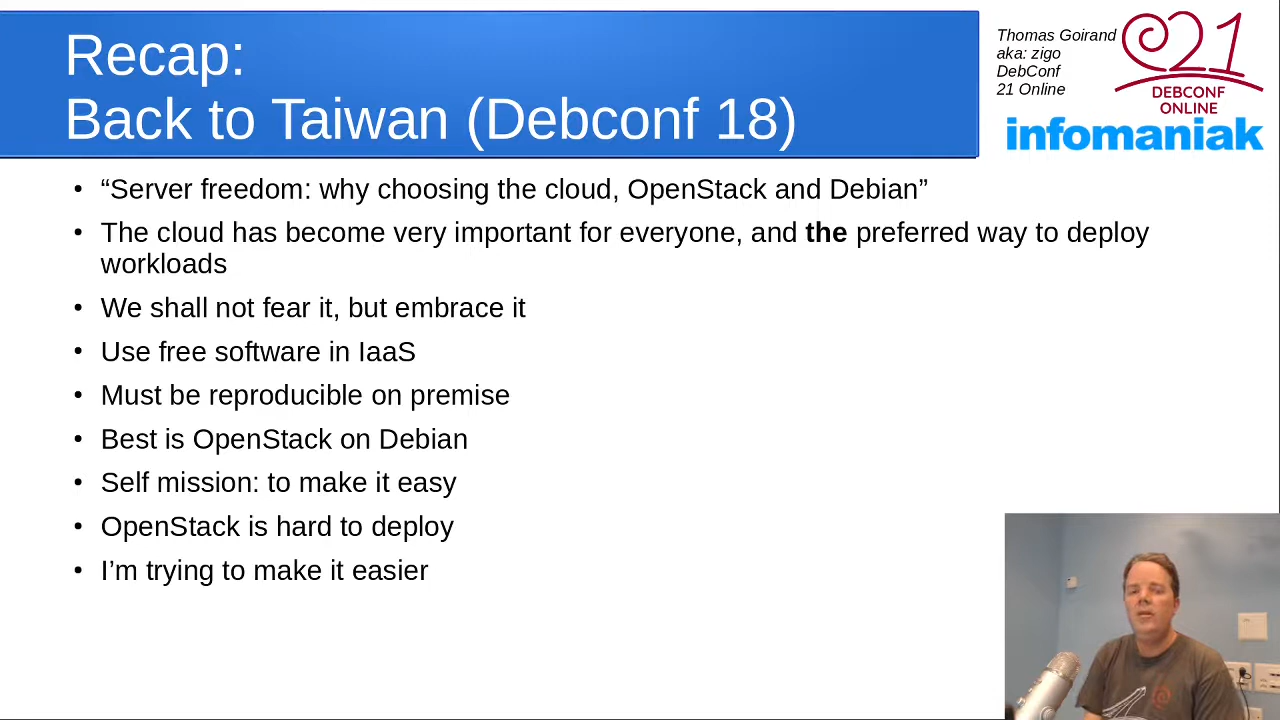 Recap:
Back to Taiwan (Debconf 18)
Thomas Goirand
aka: zigo
DebConf
21 Online
21
DEBCONF
ONLINE
infomaniak
• “Server freedom: why choosing the cloud, OpenStack and Debian”
• The cloud has become very important for everyone, and the preferred way to deploy
workloads
• We shall not fear it, but embrace it
• Use free software in IaaS
• Must be reproducible on premise
• Best is OpenStack on Debian
• Self mission: to make it easy
• OpenStack is hard to deploy
• I’m trying to make it easier